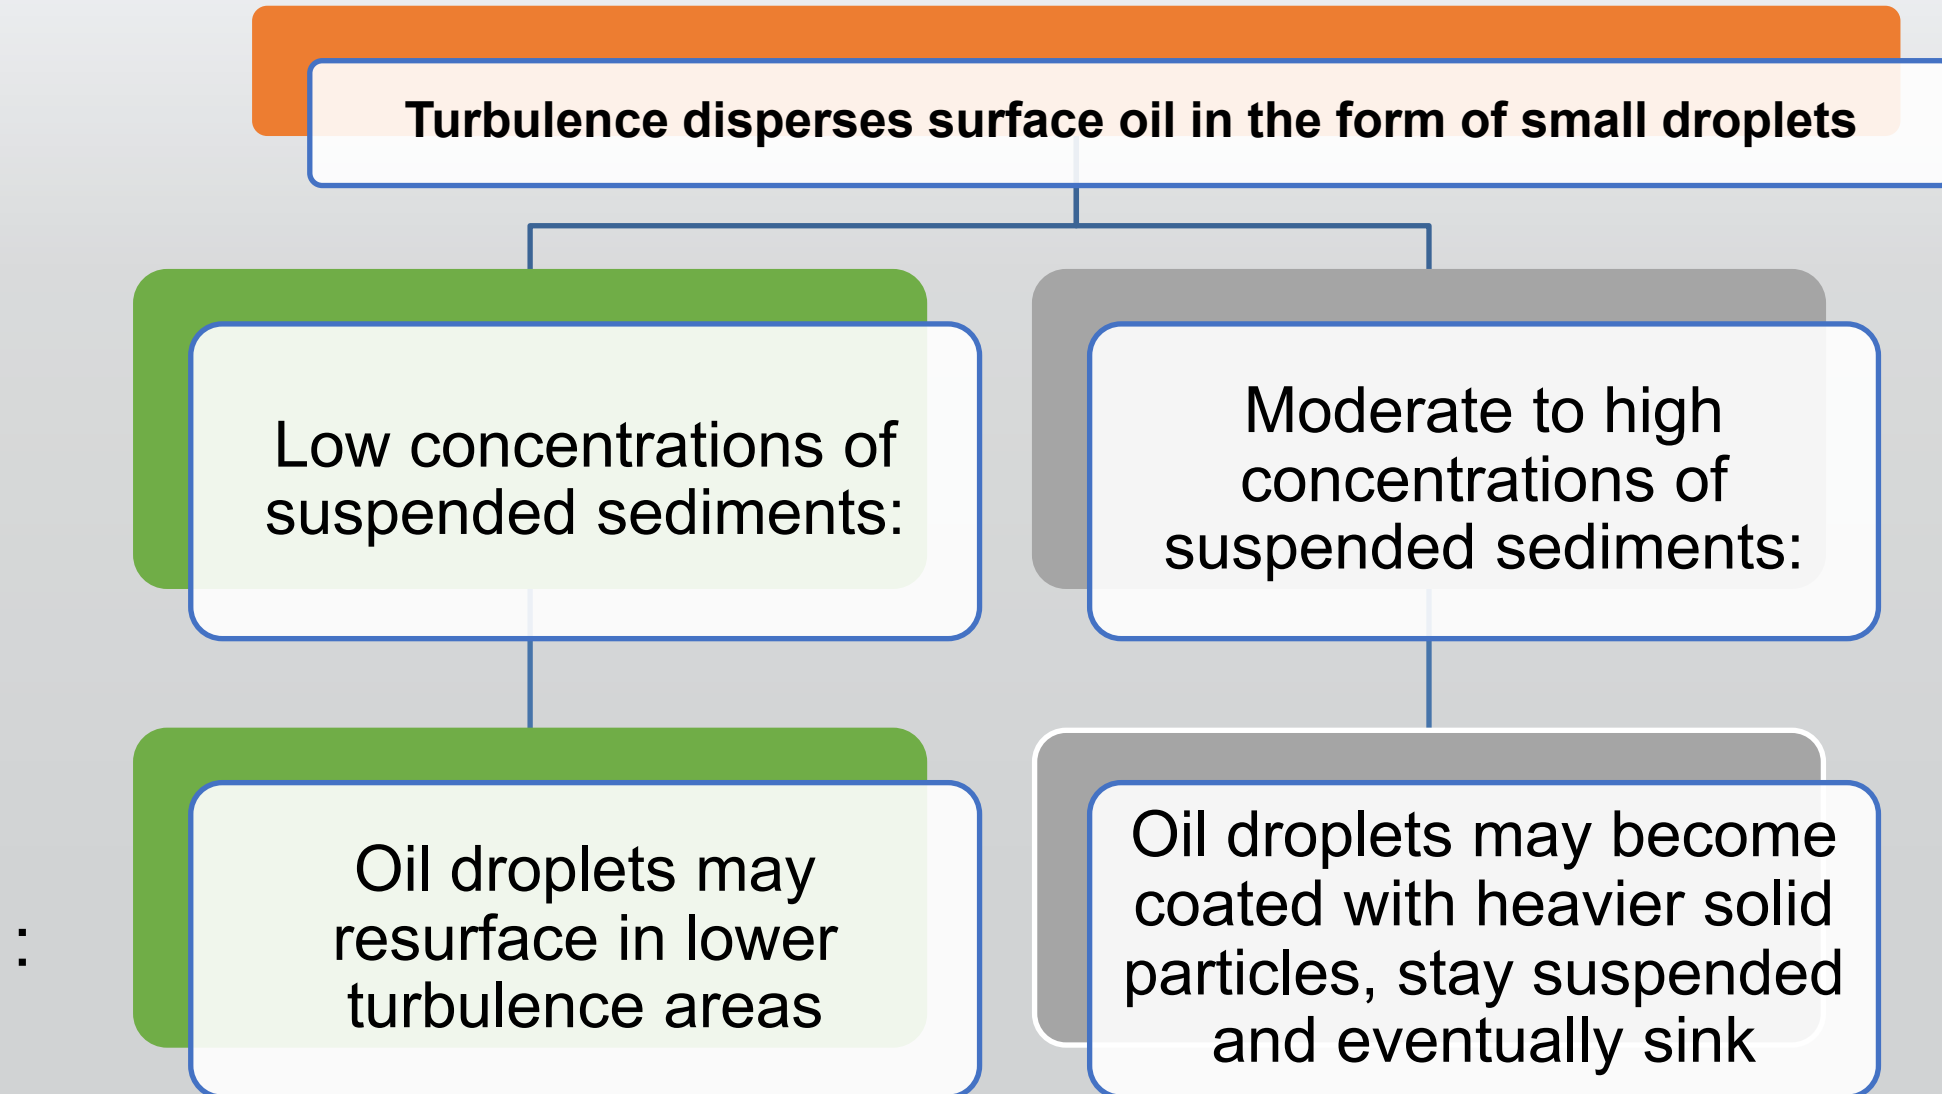 Turbulence disperses surface oil in the form of small droplets
Low concentrations of
suspended sediments:
Moderate to high
concentrations of
suspended sediments:
Oil droplets may
resurface in lower
turbulence areas
Oil droplets may become
coated with heavier solid
particles, stay suspended
and eventually sink
: